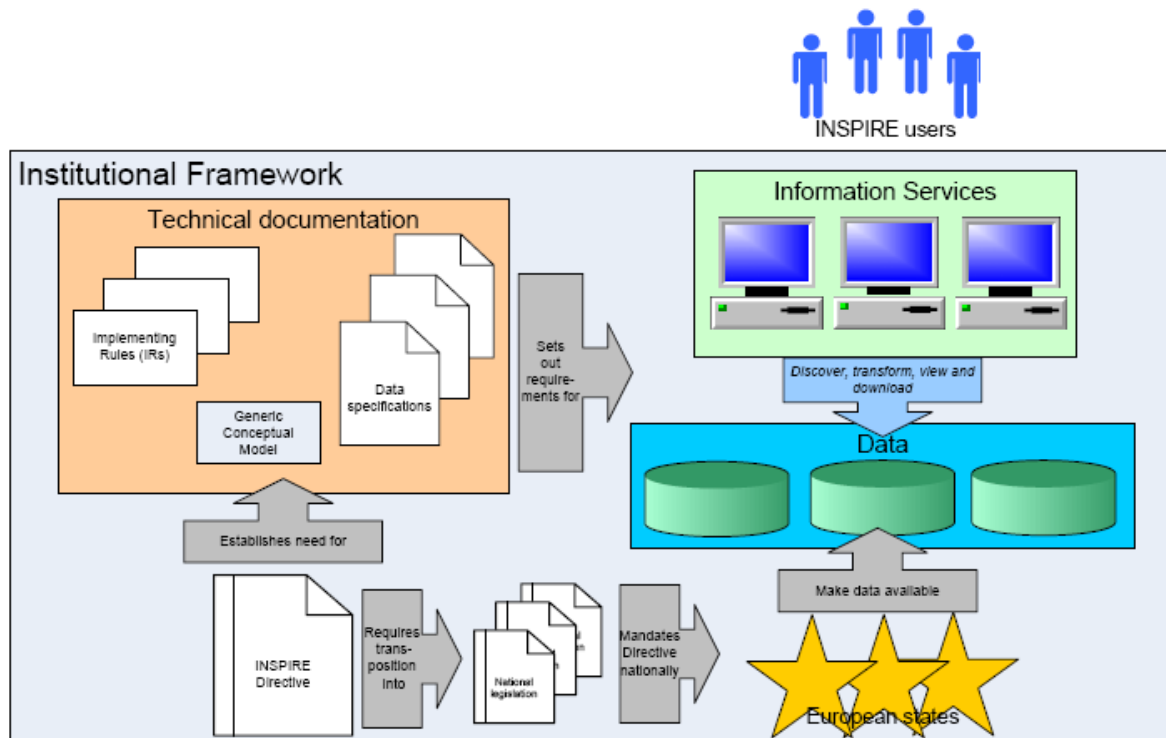 INSPIRE users
Institutional Framework
Technical documentation
Implementing
Rules (IRs)
Data
specifications
Generic
Conceptual
Model
Sets
out
require-
ments for
Information Services
Discover, transform, view and
download
Data
Establishes need for
Make data available
INSPIRE
Directive
Requires
trans-
position
into
National
legislation
Mandates
Directive
nationally
European states